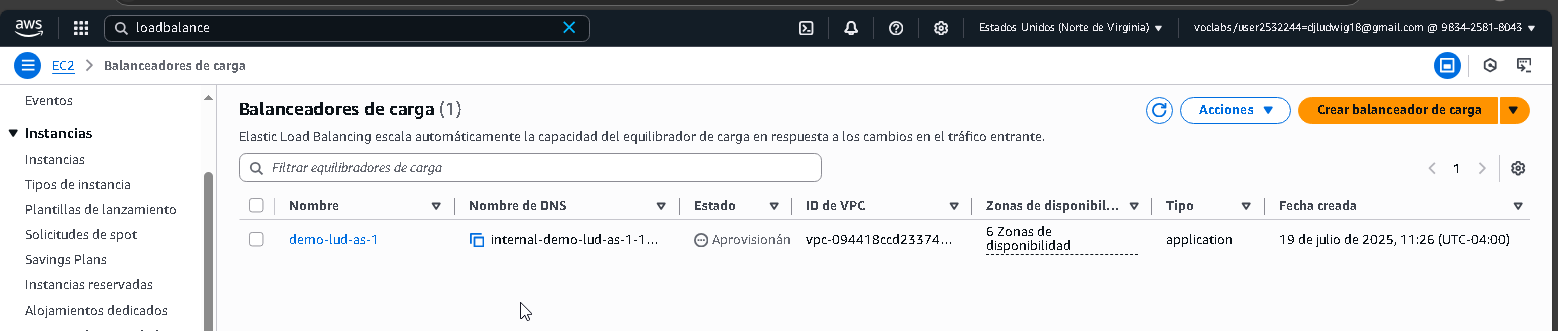 aws
loadbalance
Estados Unidos (Norte de Virginia)
voclabs/user2532244=djludwig18@gmail.com @ 9834-2581-8043
EC2
Balanceadores de carga
Eventos
Instancias
Instancias
Tipos de instancia
Plantillas de lanzamiento
Solicitudes de spot
Savings Plans
Instancias reservadas
Alojamientos dedicados
Balanceadores de carga (1)
Acciones
Crear balanceador de carga
Elastic Load Balancing escala automáticamente la capacidad del equilibrador de carga en respuesta a los cambios en el tráfico entrante.
Filtrar equilibradores de carga
1
Nombre
Nombre de DNS
Estado
ID de VPC
Zonas de disponibil...
Tipo
Fecha creada
demo-lud-as-1
internal-demo-lud-as-1-1...
Aprovisionán
vpc-094418ccd23374...
6 Zonas de
disponibilidad
application
19 de julio de 2025, 11:26 (UTC-04:00)